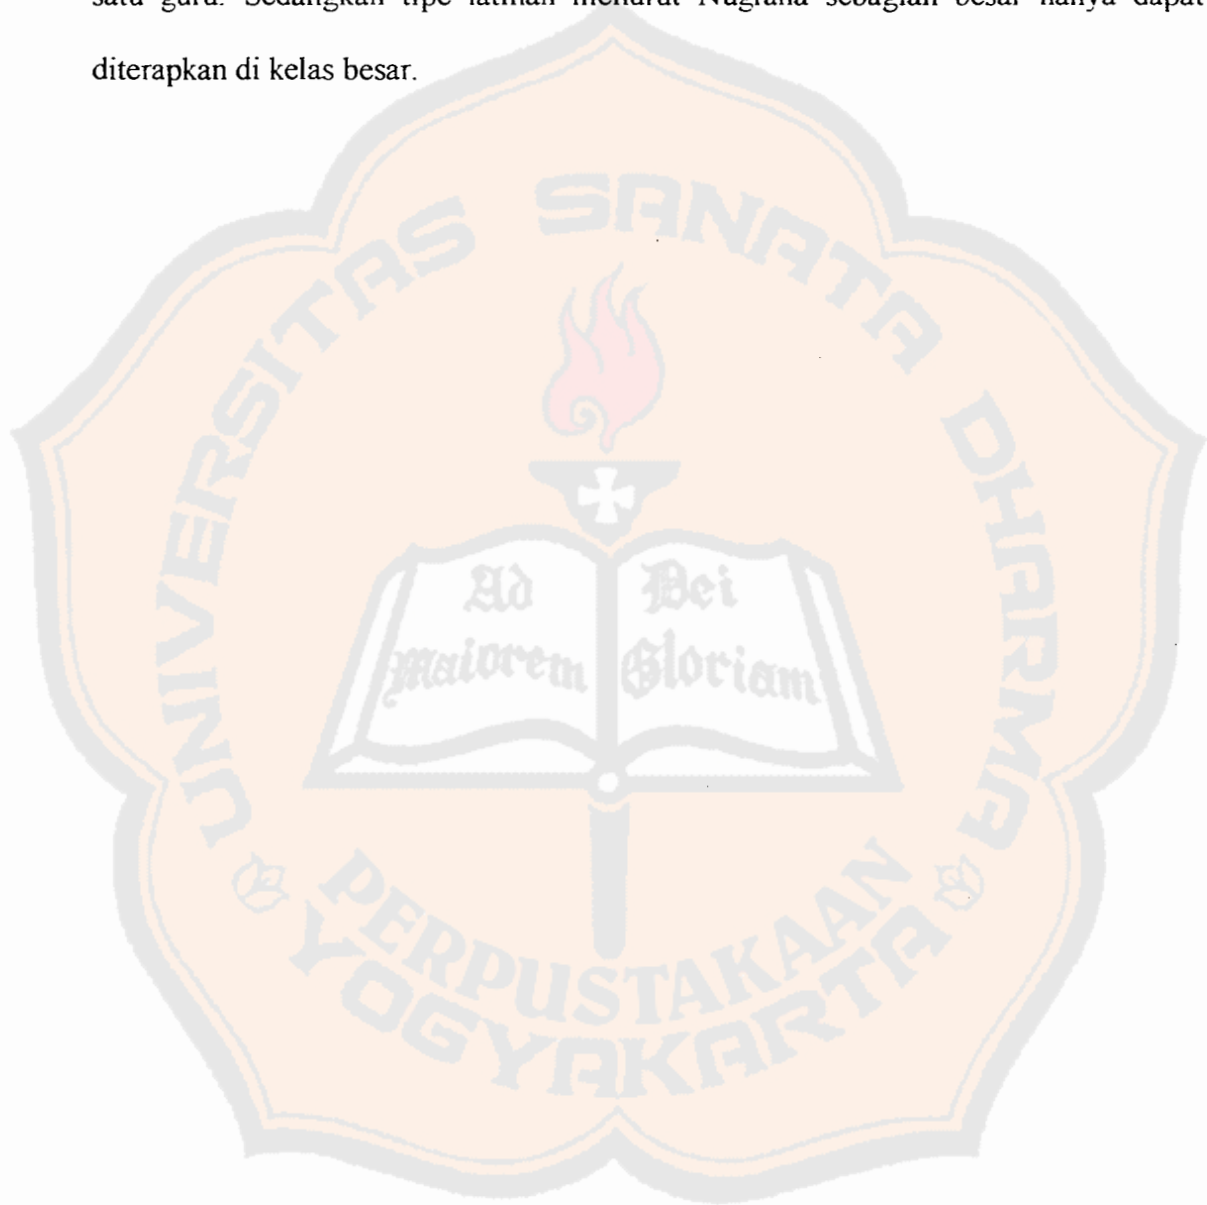 satu guru. Sedangkan tipe latihan menurut Nugraha sebagian besar hanya dapat
diterapkan di kelas besar.
UNIVERSITAS SANATA DHARMA
Ad Dei
Maiorem Gloriam
PERPUSTAKAAN
YOGYAKARTA